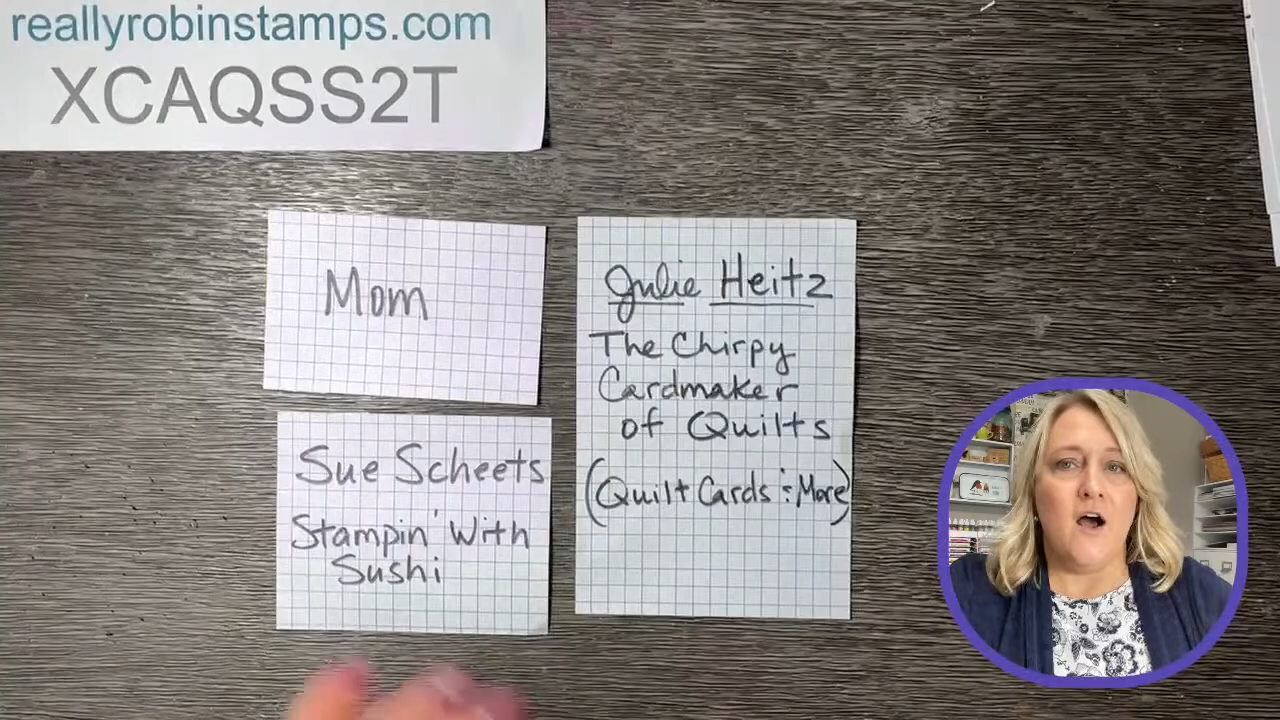 reallyrobinstamps.com
XCAQSS2T
Mom
Sue Scheets
Stampin' With
Sushi
Julie Heitz
The Chirpy
Cardmaker
of Quilts
(Quilt Cards & More)